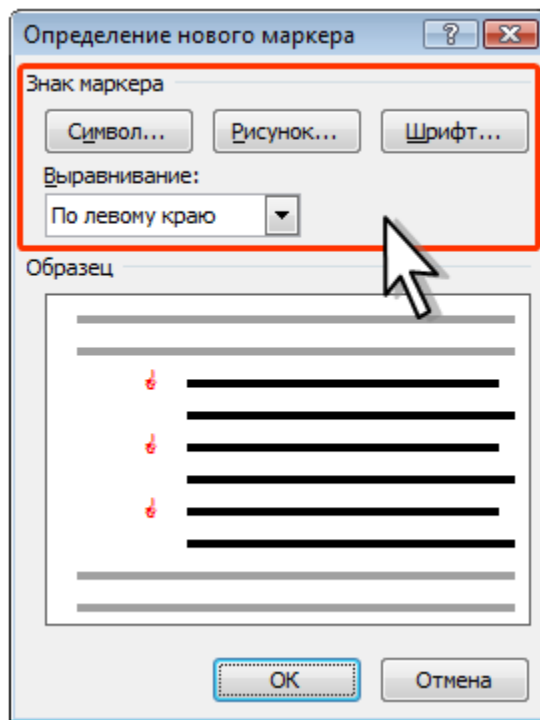 Определение нового маркера
Знак маркера
Символ... Рисунок... Шрифт...
Выравнивание:
По левому краю
Образец
ОК Отмена